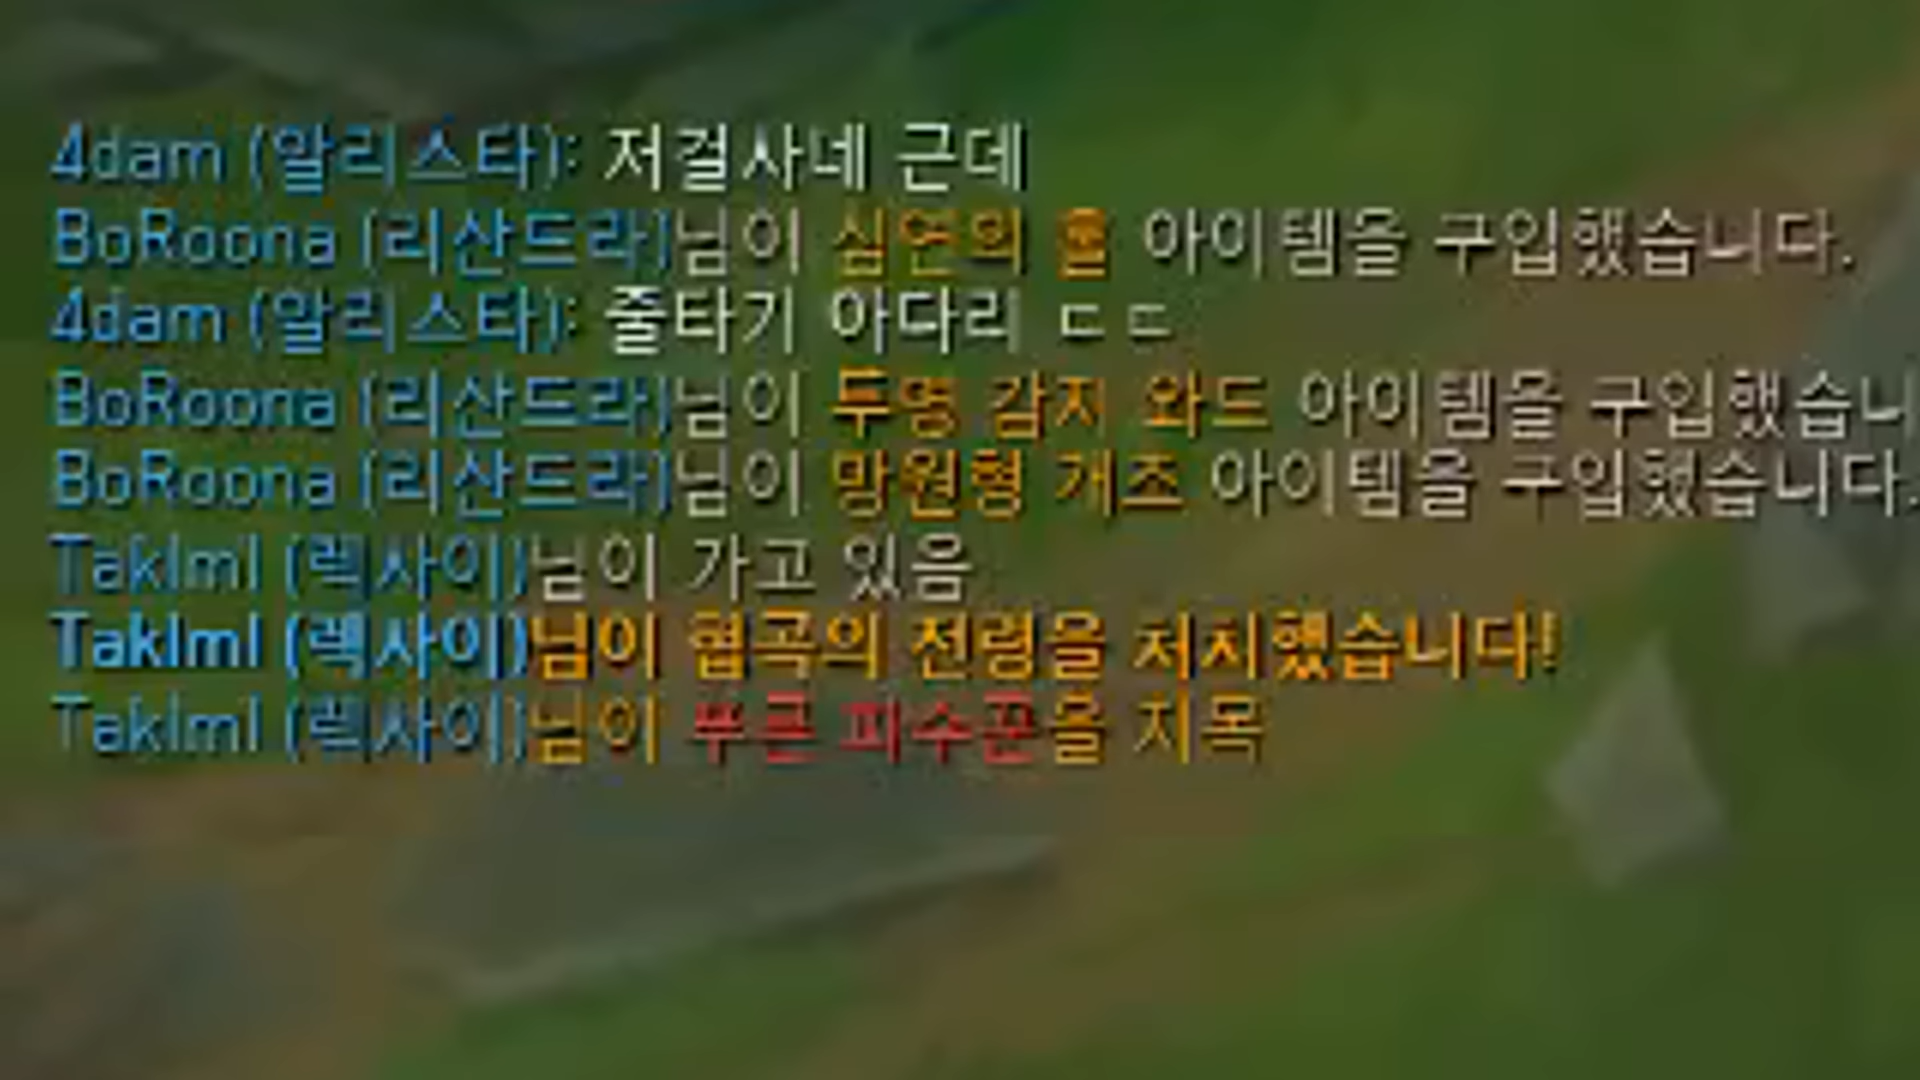 4dam (알리스타): 저걸사네 근데
BoRoona (리산드라)님이 심연의 홀 아이템을 구입했습니다.
4dam (알리스타): 줄타기 아다리 ㄷㄷ
BoRoona (리산드라)님이 투명 감지 와드 아이템을 구입했습니
BoRoona (리산드라)님이 망원형 개조 아이템을 구입했습니다.
(렉사이)님이 가고 있음
(렉사이)님이 협곡의 전령을 처치했습니다!
(렉사이)님이 푸른 파수꾼을 지목